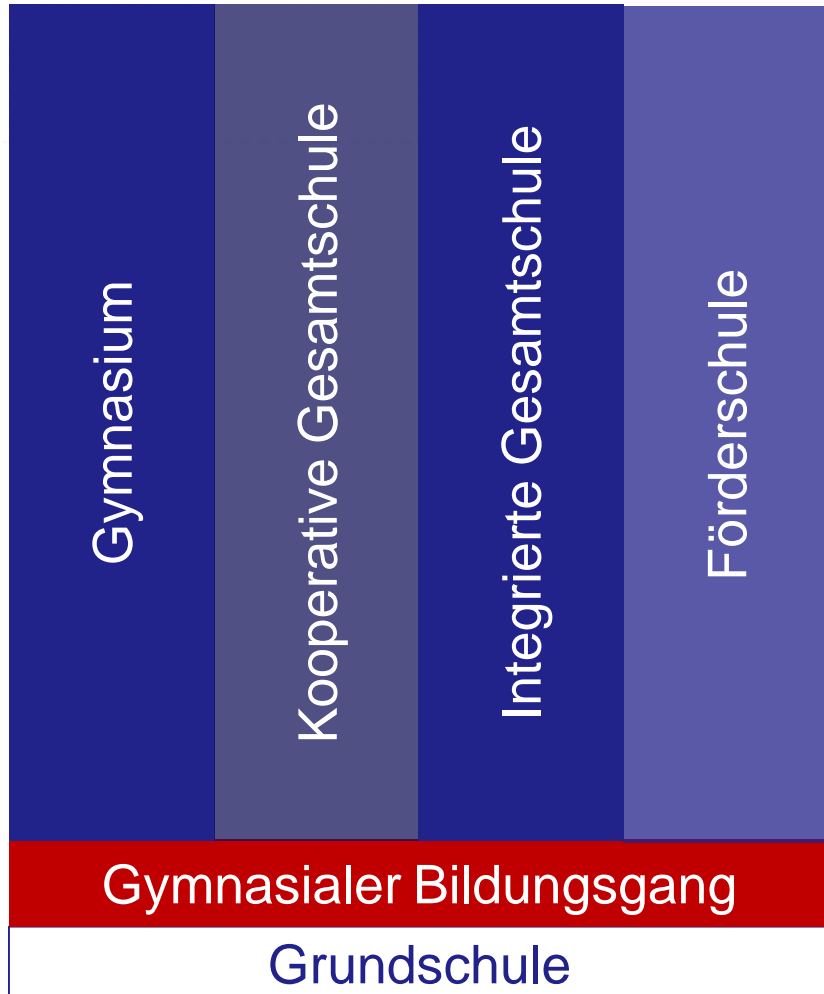 Gymnasium
Kooperative Gesamtschule
Integrierte Gesamtschule
Förderschule
Gymnasialer Bildungsgang
Grundschule